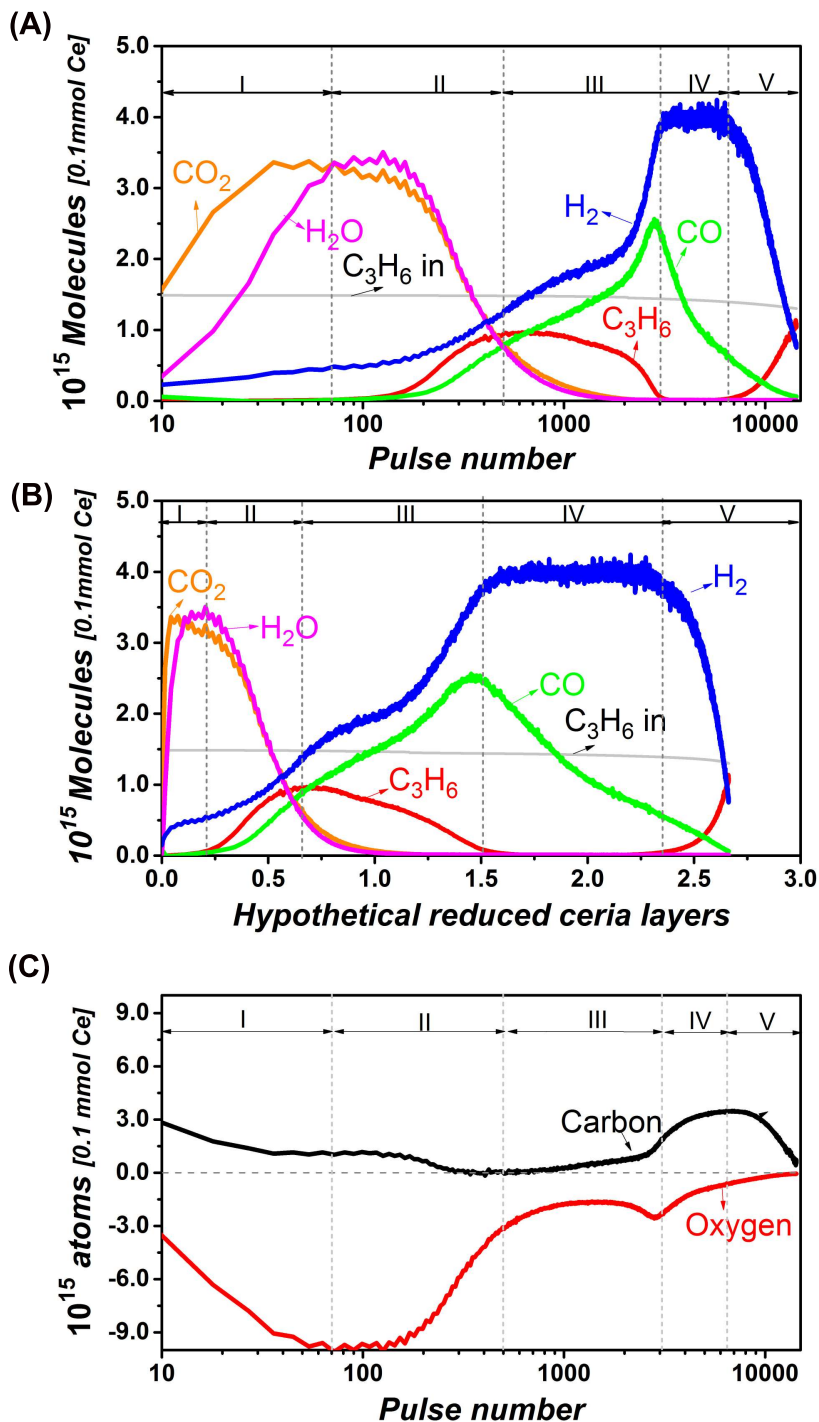 (A)
5.0
I II III IV V
4.0
CO₂
3.0
H₂
CO
H₂O
2.0
C₃H₆ in
C₃H₆
1.0
0.0
10 100 1000 10000
10¹⁵ Molecules [0.1mmol Ce]
Pulse number
(B)
5.0
I II III IV V
4.0
CO₂
H₂
H₂O
3.0
CO
2.0
C₃H₆ in
C₃H₆
1.0
0.0
0.0 0.5 1.0 1.5 2.0 2.5 3.0
10¹⁵ Molecules [0.1mmol Ce]
Hypothetical reduced ceria layers
(C)
9.0
I II III IV V
6.0
3.0
Carbon
0.0
-3.0
Oxygen
-6.0
-9.0
10 100 1000 10000
10¹⁵ atoms [0.1 mmol Ce]
Pulse number